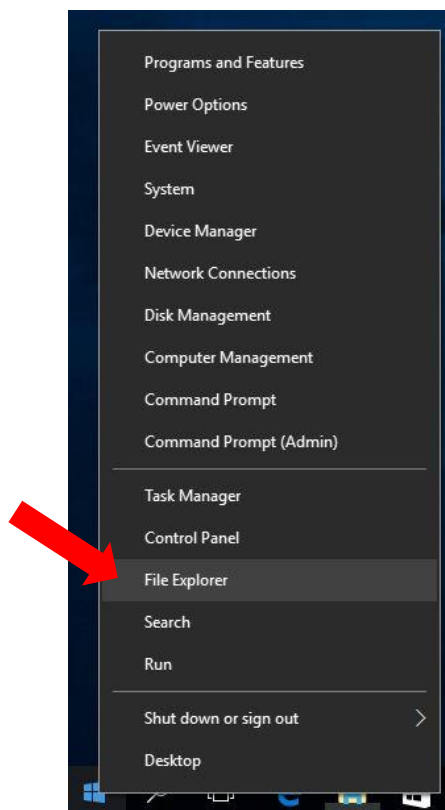 Programs and Features
Power Options
Event Viewer
System
Device Manager
Network Connections
Disk Management
Computer Management
Command Prompt
Command Prompt (Admin)
Task Manager
Control Panel
File Explorer
Search
Run
Shut down or sign out
Desktop